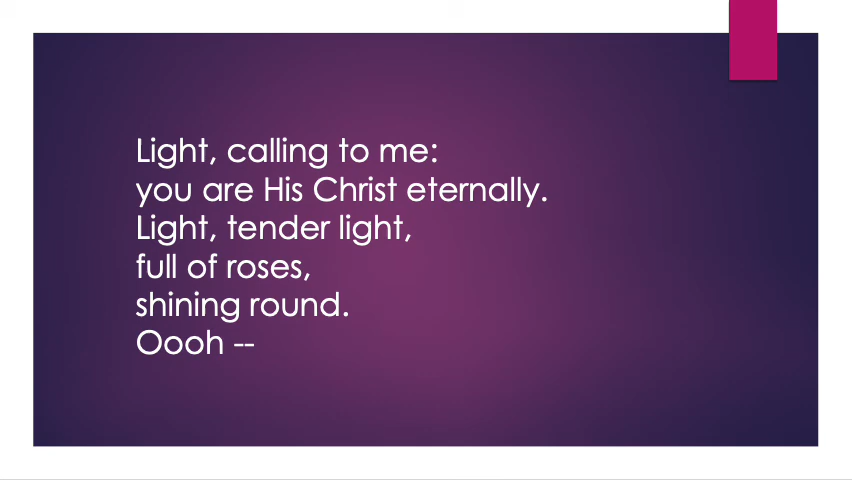 Light, calling to me:
you are His Christ eternally.
Light, tender light,
full of roses,
shining round.
Oooh --